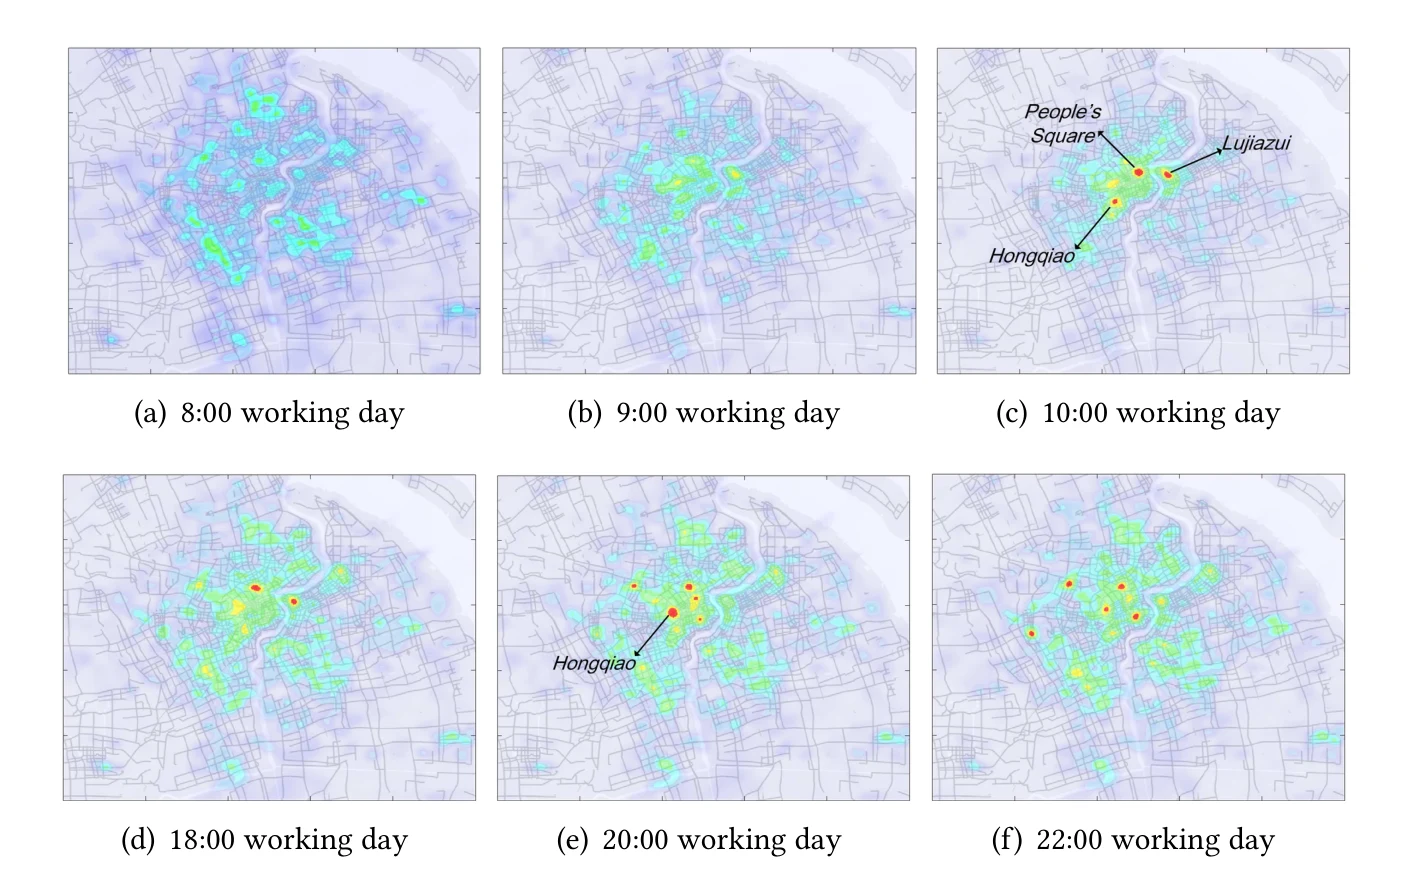 People's
Square
Lujiazui
Hongqiao
(a) 8:00 working day
(b) 9:00 working day
(c) 10:00 working day
Hongqiao
(d) 18:00 working day
(e) 20:00 working day
(f) 22:00 working day